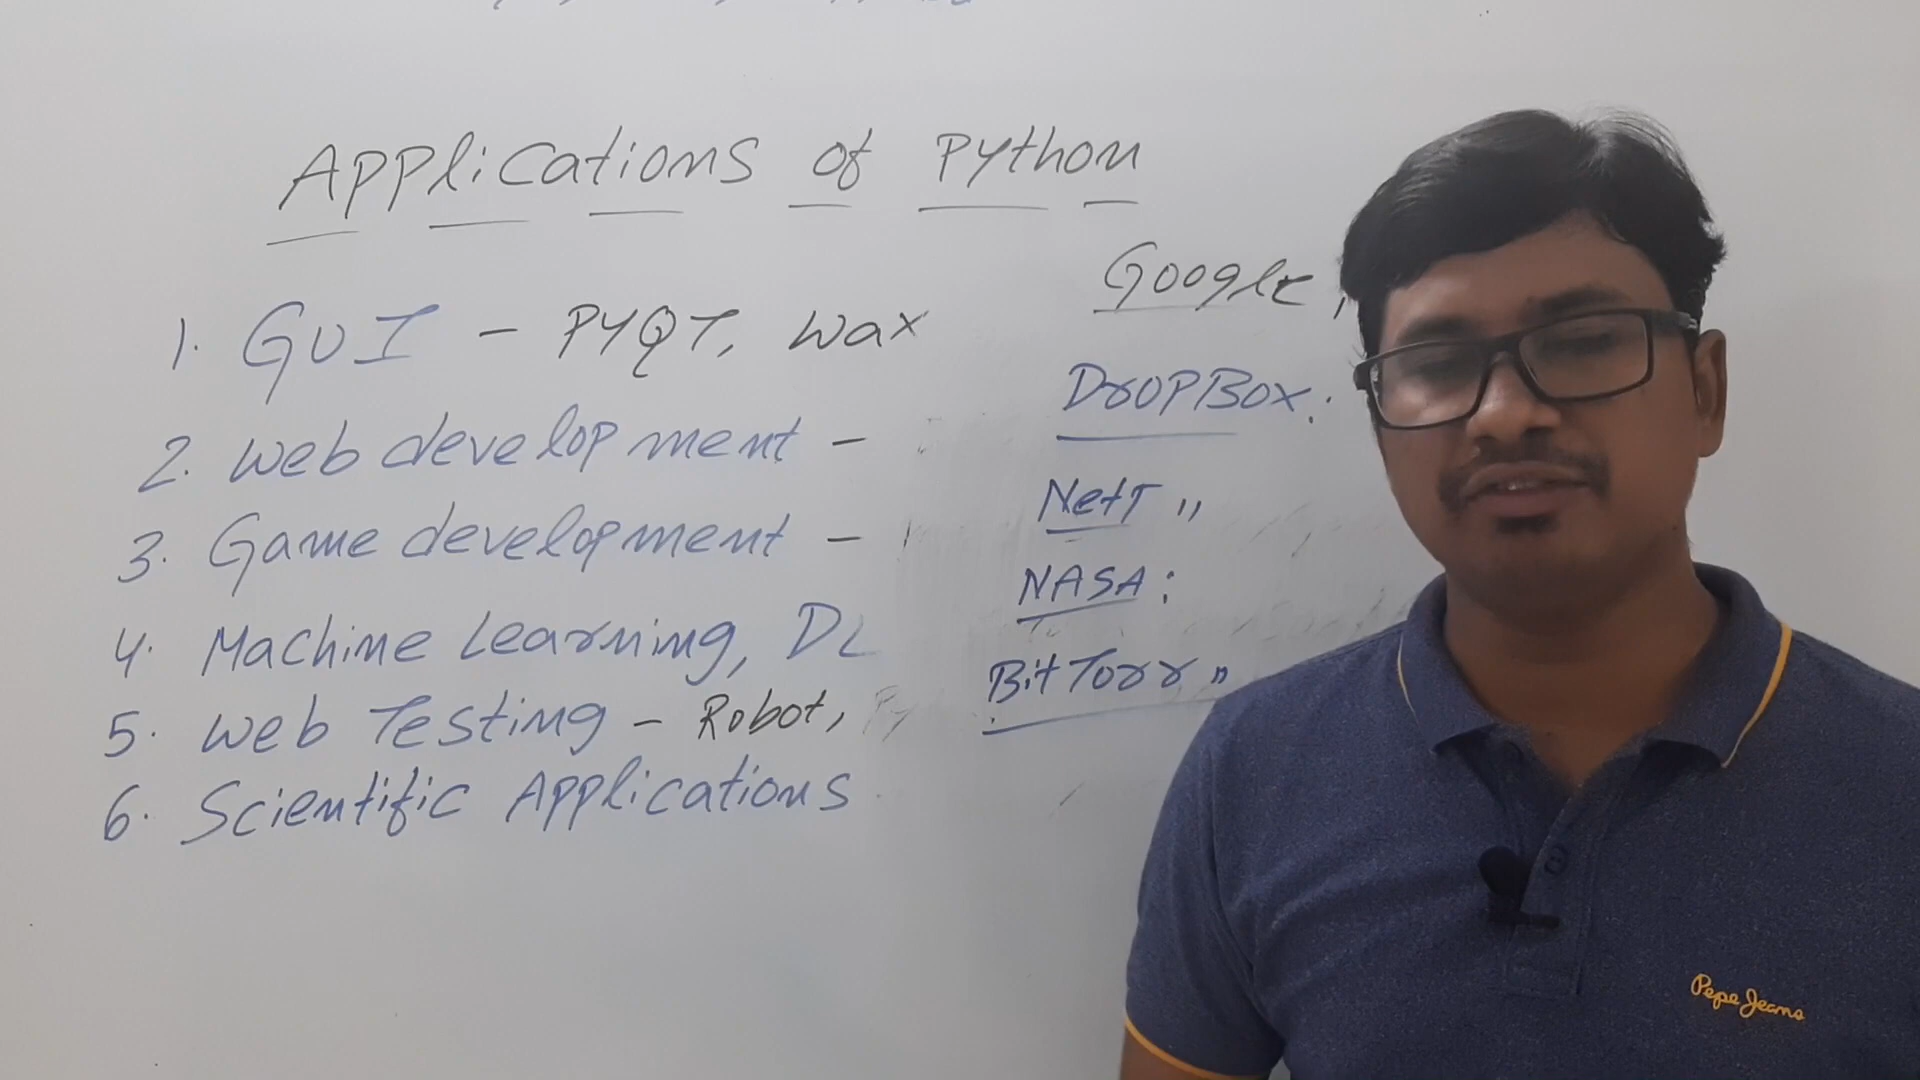 Applications of Python
1. GUI - PYQT, Wax
2. Web development -
3. Game development -
4. Machine Learning, DL
5. Web Testing - Robot, Py
6. Scientific Applications
Google,
DropBox.
NetT "
NASA:
BitTorr "
Pepe Jeans